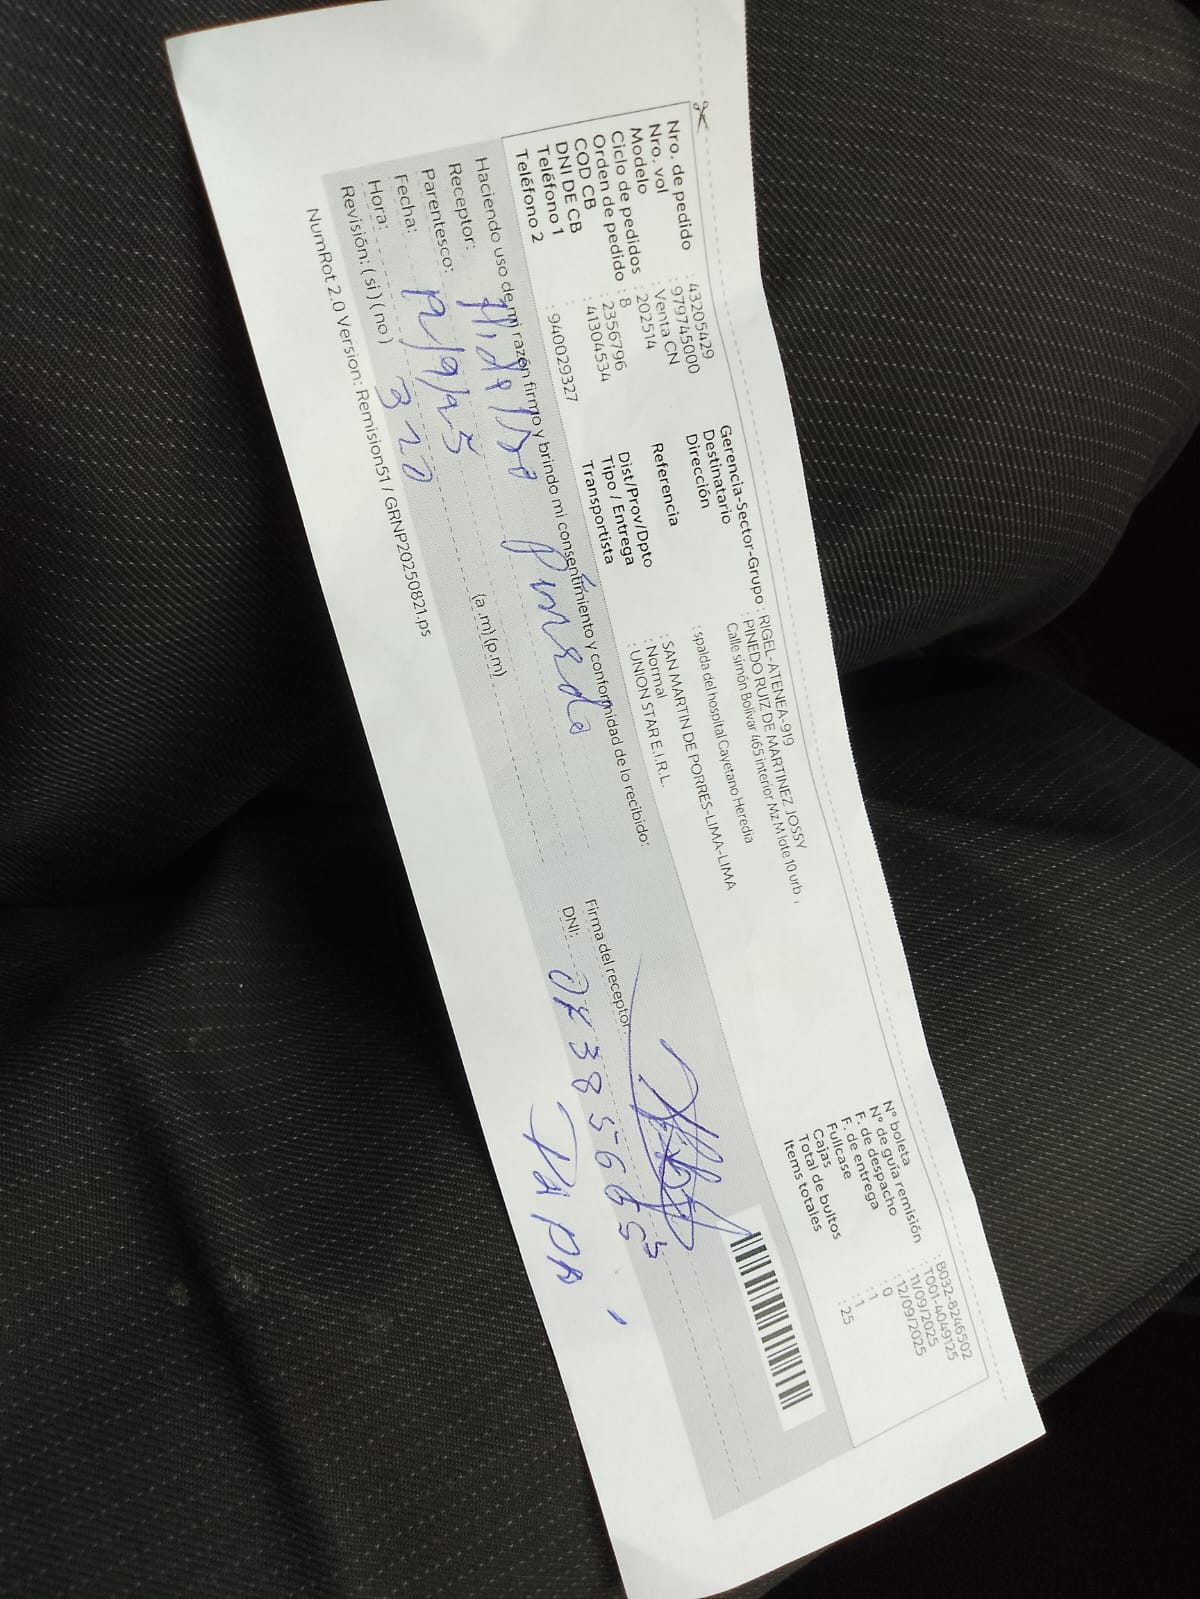 Nro. de pedido : 43205429
Nro. vol : 979745000
Modelo : Venta CN
Ciclo de pedidos : 202514
Orden de pedido : 8
COD CB : 2356796
DNI DE CB : 41304534
Teléfono 1 :
Teléfono 2 : 940029327
Gerencia-Sector-Grupo : RIGEL-ATENEA-919
Destinatario : PINEDO RUIZ DE MARTINEZ JOSSY
Dirección : Calle simón Bolivar 465 interior Mz M lote 10 urb ,
Referencia : spalda del hospital Cayetano Heredia
Dist/Prov/Dpto : SAN MARTIN DE PORRES-LIMA-LIMA
Tipo / Entrega : Normal
Transportista : UNION STAR E.I.R.L.
N° boleta : B032-8246502
N° de guía remisión : T001-4049125
F. de despacho : 11/09/2025
F. de entrega : 12/09/2025
Fullcase : 0
Cajas : 1
Total de bultos : 1
Items totales : 25
Haciendo uso de mi razón firmo y brindo mi consentimiento y conformidad de lo recibido:
Receptor: Pinedo
Parentesco:
Fecha: 12/9/25
Hora: 3 20 (a.m) (p.m)
Revisión: ( si ) ( no )
Firma del receptor:
DNI:
PAPA
NumRot 2.0 Version: Remision51 / GRNP20250821.ps